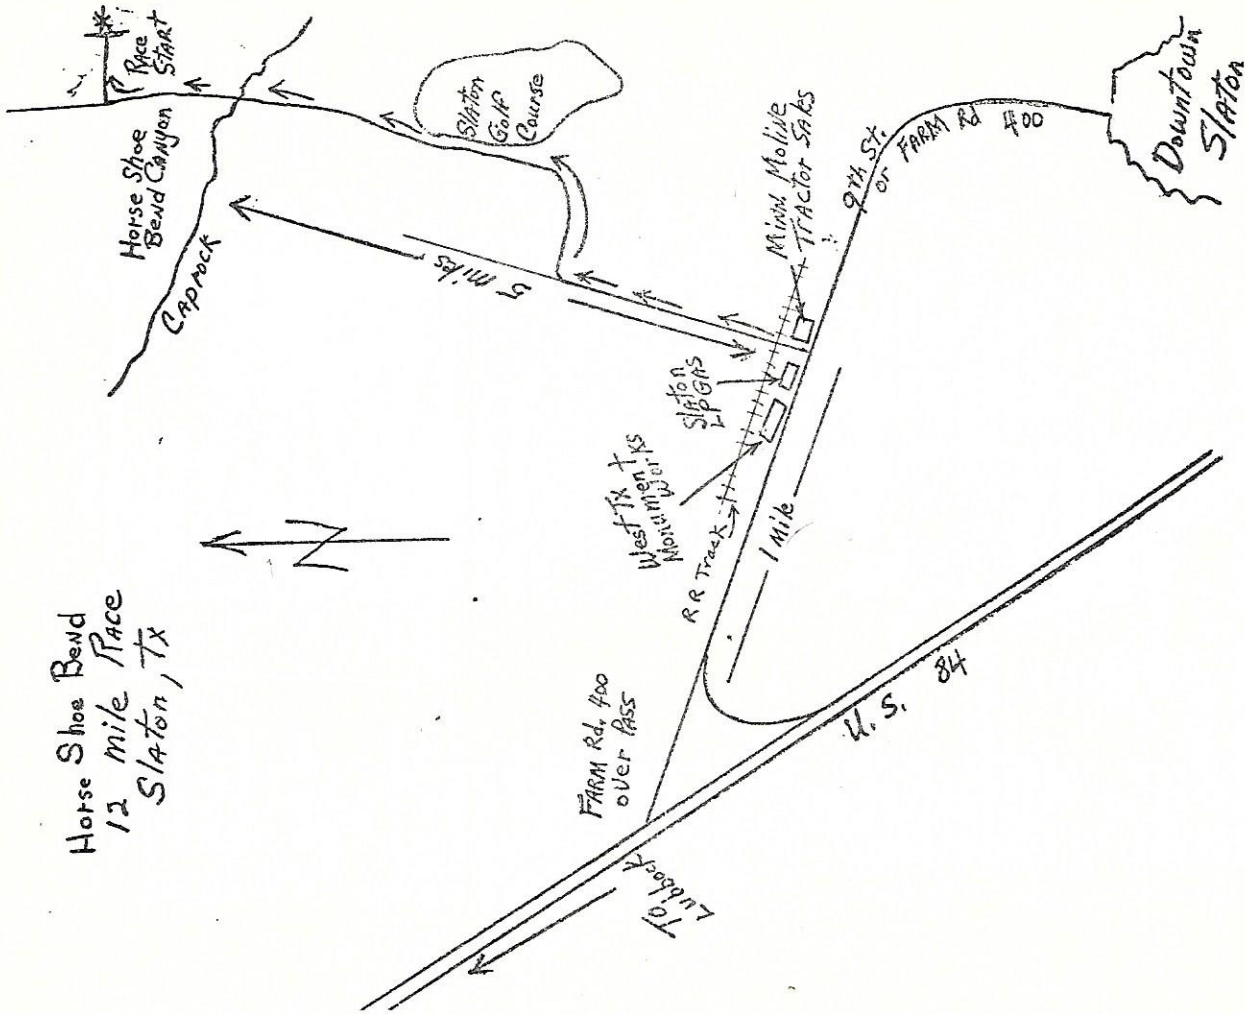 Horse Shoe Bend
12 mile Race
Slaton, TX
Race
Start
Horse Shoe
Bend Canyon
Caprock
Slaton
Golf
Course
5 miles
Minn Moline
Tractor Sales
Slaton
LP GAS
West TX
Monument
Works
RR Track
1 Mile
9th St.
or FARM Rd 400
Downtown
Slaton
FARM Rd. 400
over Pass
To
Lubbock
U.S. 84
N